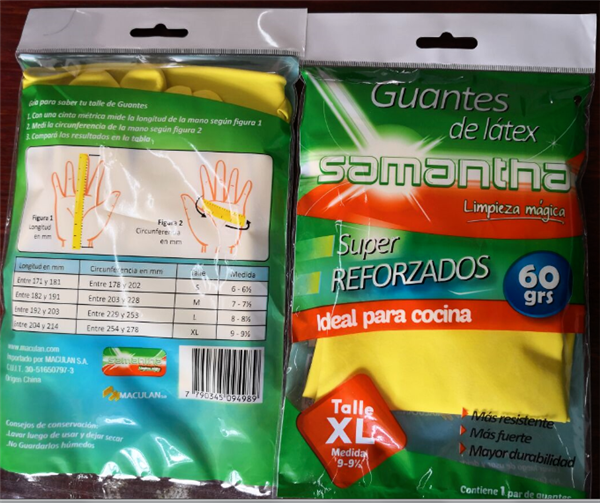 Guía para saber tu talle de Guantes
1. Con una cinta métrica mide la longitud de la mano según figura 1
2. Medí la circunferencia de la mano según figura 2
3. Compará los resultados en la tabla
Figura 1
Longitud
en mm
Figura 2
Circunferencia
en mm
Longitud en mm Circunferencia en mm Talle Medida
Entre 171 y 181 Entre 178 y 202 S 6 - 6½
Entre 182 y 191 Entre 203 y 228 M 7 - 7½
Entre 192 y 203 Entre 229 y 253 L 8 - 8½
Entre 204 y 214 Entre 254 y 278 XL 9 - 9½
www.maculan.com
Importado por MACULAN S.A.
C.U.I.T. 30-51650797-3
Origen: China
samantha
MACULAN
7 790345 094989
Consejos de conservación
Lavar luego de usar y dejar secar
No Guardarlos húmedos
Guantes
de látex
samantha
Limpieza mágica
Super
REFORZADOS
60
grs
Ideal para cocina
Talle
XL
Medida
9-9½
Más resistente
Más fuerte
Mayor durabilidad
Contiene 1 par de guantes